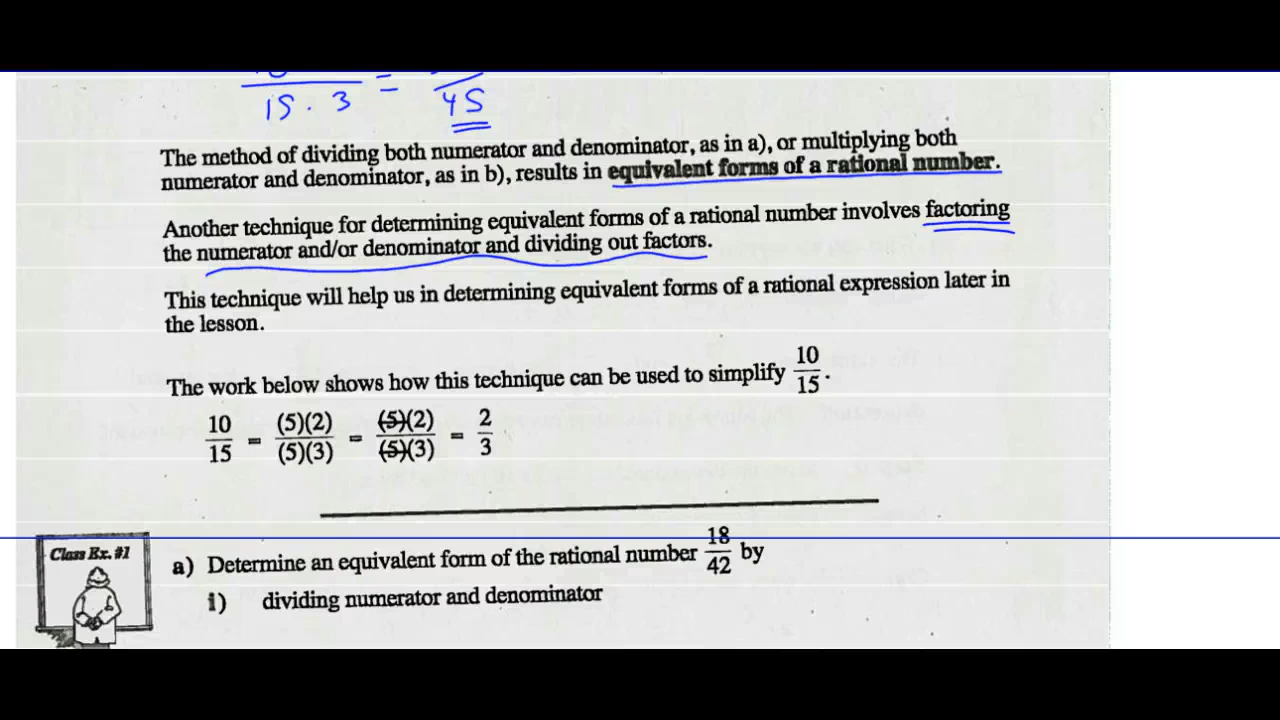 15 . 3 =
45
The method of dividing both numerator and denominator, as in a), or multiplying both
numerator and denominator, as in b), results in equivalent forms of a rational number.
Another technique for determining equivalent forms of a rational number involves factoring
the numerator and/or denominator and dividing out factors.
This technique will help us in determining equivalent forms of a rational expression later in
the lesson.
The work below shows how this technique can be used to simplify 10/15.
10/15 = (5)(2)/(5)(3) = (5)(2)/(5)(3) = 2/3
Class Ex. #1
a) Determine an equivalent form of the rational number 18/42 by
i) dividing numerator and denominator